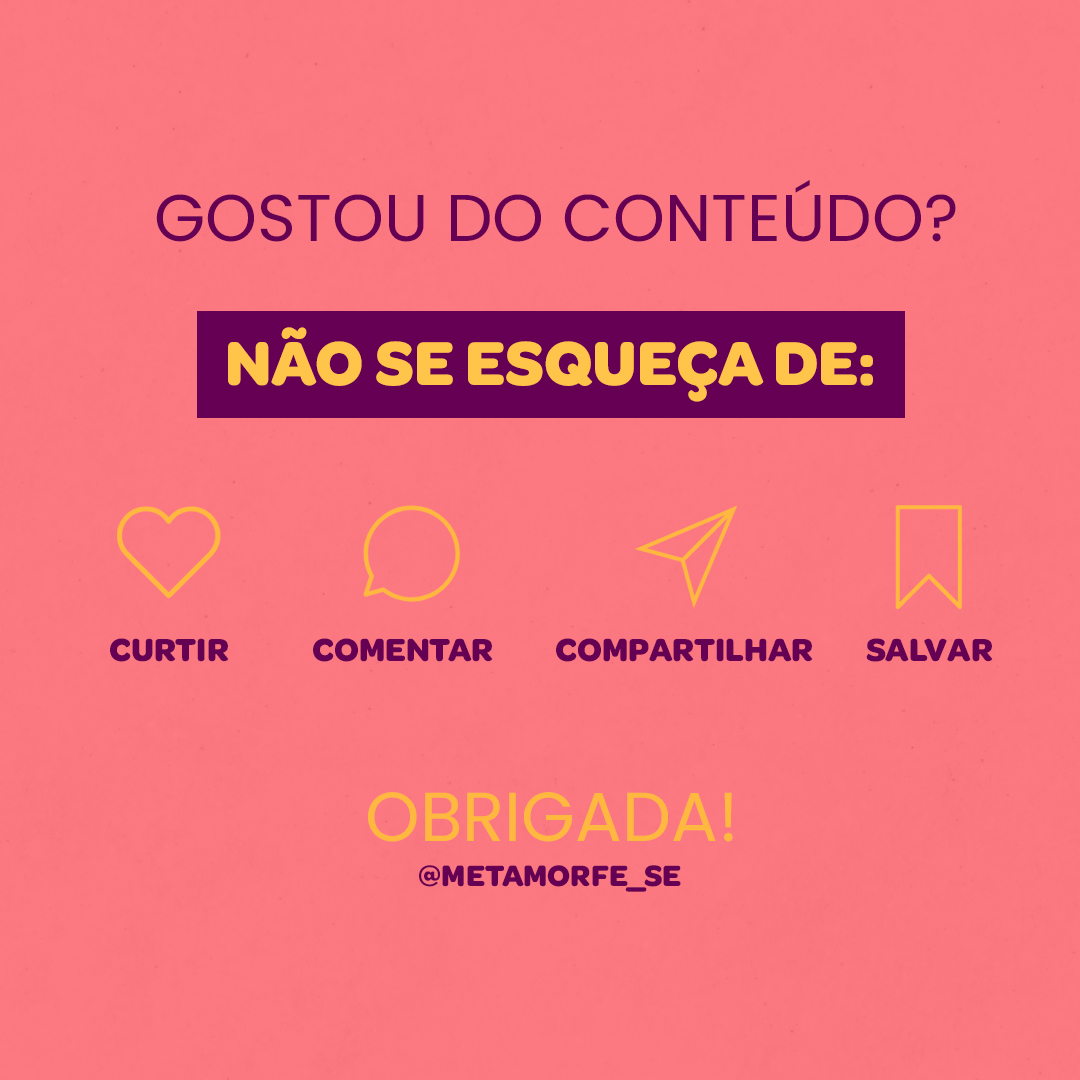 GOSTOU DO CONTEÚDO?
NÃO SE ESQUEÇA DE:
CURTIR COMENTAR COMPARTILHAR SALVAR
OBRIGADA!
@METAMORFE_SE